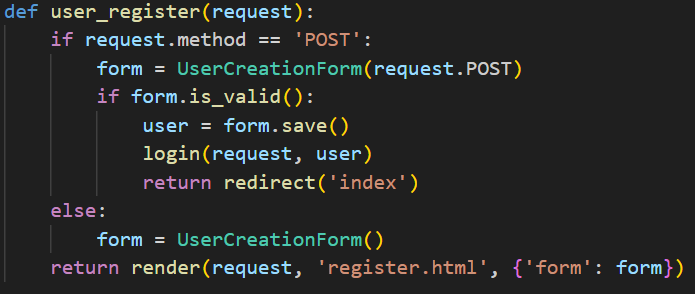 def user_register(request):
    if request.method == 'POST':
        form = UserCreationForm(request.POST)
        if form.is_valid():
            user = form.save()
            login(request, user)
            return redirect('index')
    else:
        form = UserCreationForm()
    return render(request, 'register.html', {'form': form})